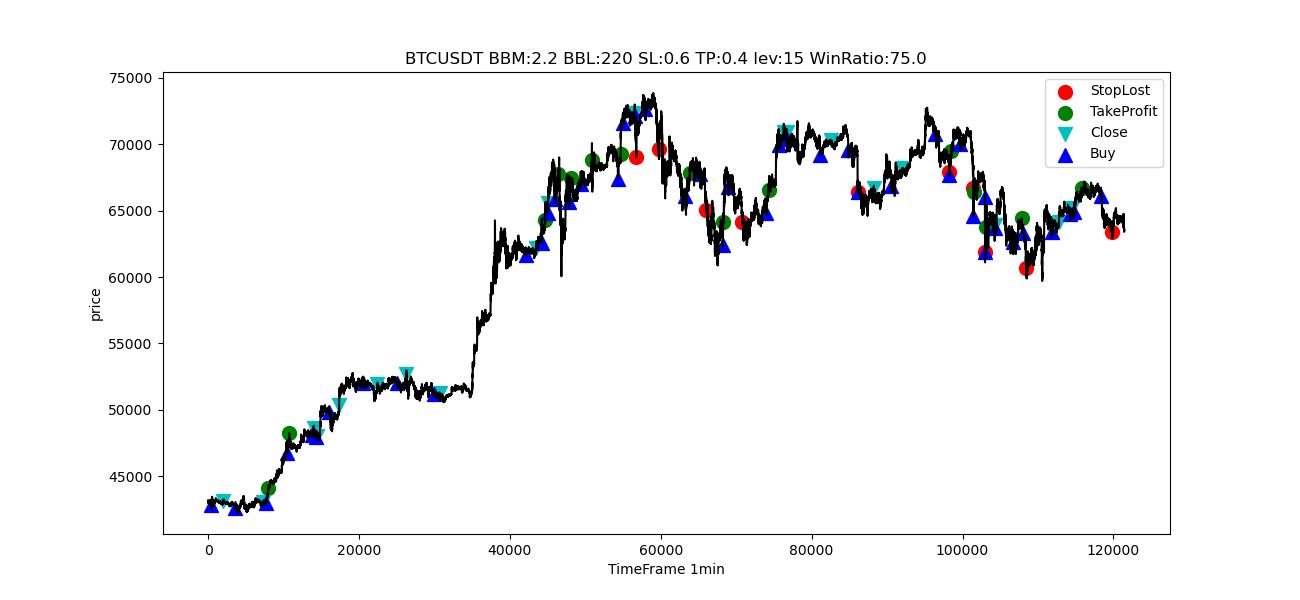 BTCUSDT BBM:2.2 BBL:220 SL:0.6 TP:0.4 lev:15 WinRatio:75.0
75000
70000
65000
60000
55000
50000
45000
price
StopLost
TakeProfit
Close
Buy
0
20000
40000
60000
80000
100000
120000
TimeFrame 1min